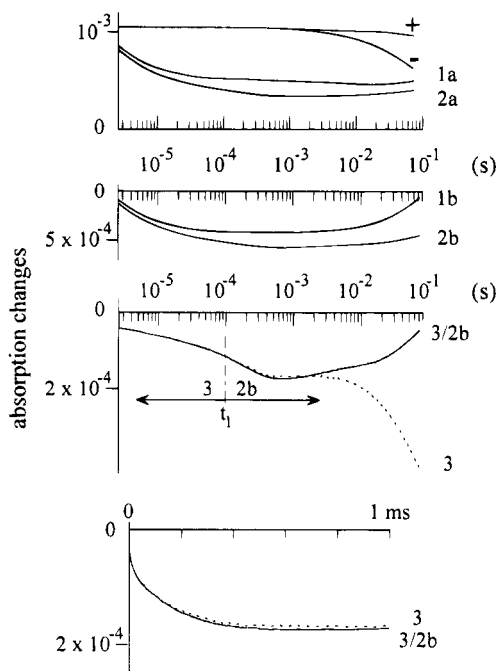 10⁻³
+
-
1a
2a
0
10⁻⁵ 10⁻⁴ 10⁻³ 10⁻² 10⁻¹ (s)
0
1b
5 x 10⁻⁴
2b
10⁻⁵ 10⁻⁴ 10⁻³ 10⁻² 10⁻¹ (s)
0
3/2b
2 x 10⁻⁴
3 2b
t₁
3
absorption changes
0 1 ms
0
3
3/2b
2 x 10⁻⁴